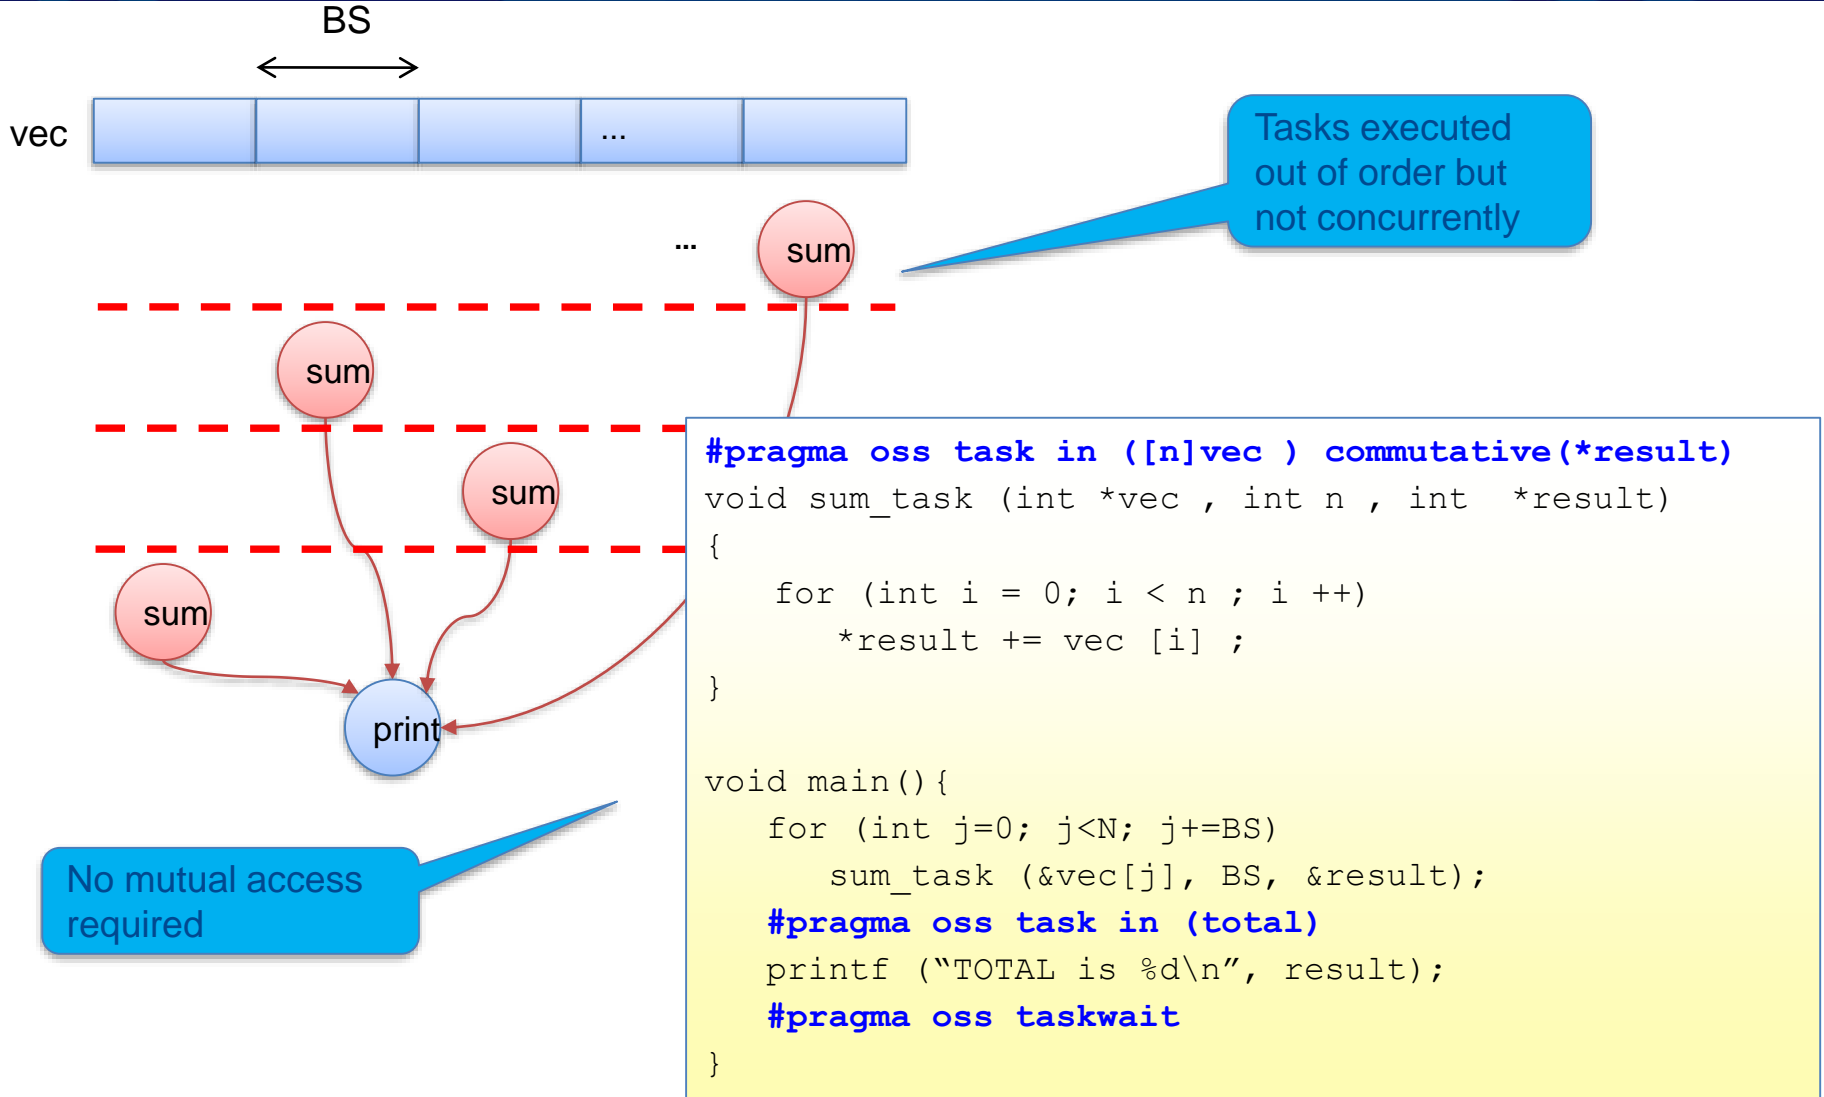 BS
vec
...
Tasks executed
out of order but
not concurrently
...
sum
sum
sum
sum
print
No mutual access
required
#pragma oss task in ([n]vec ) commutative(*result)
void sum_task (int *vec , int n , int  *result)
{
for (int i = 0; i < n ; i ++)
*result += vec [i] ;
}
void main(){
for (int j=0; j<N; j+=BS)
sum_task (&vec[j], BS, &result);
#pragma oss task in (total)
printf (“TOTAL is %d\n”, result);
#pragma oss taskwait
}